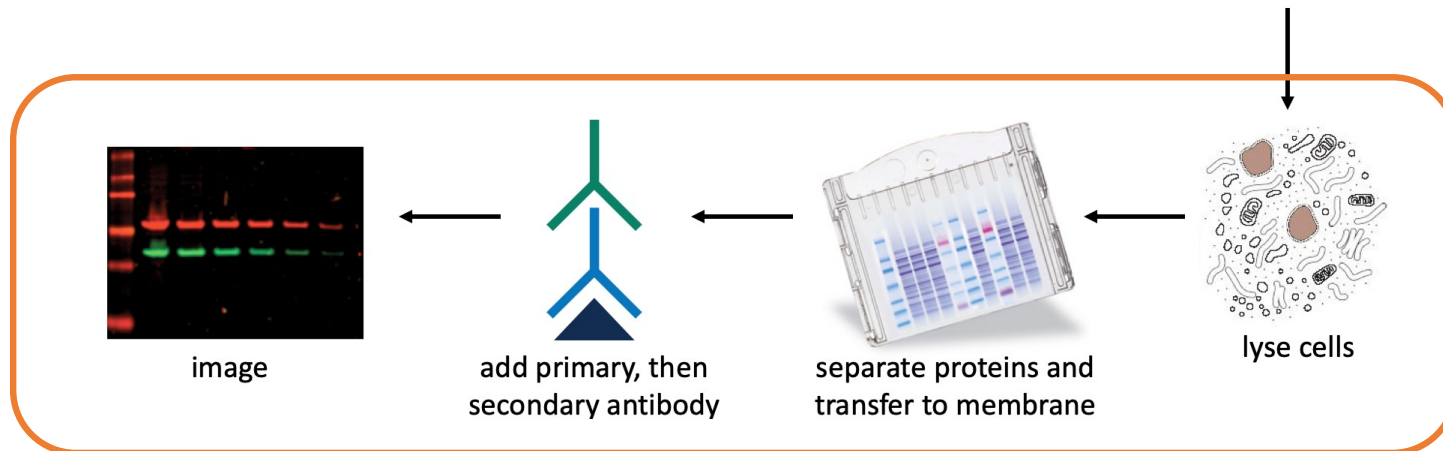 image
add primary, then
secondary antibody
separate proteins and
transfer to membrane
lyse cells